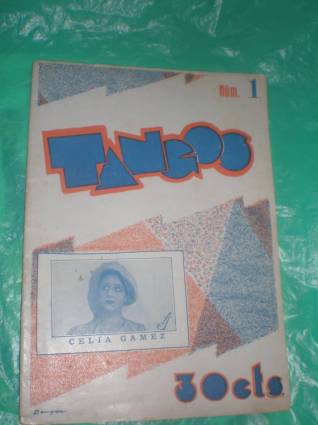 Núm. 1
TANGOS
CELIA GAMEZ
30 cts.